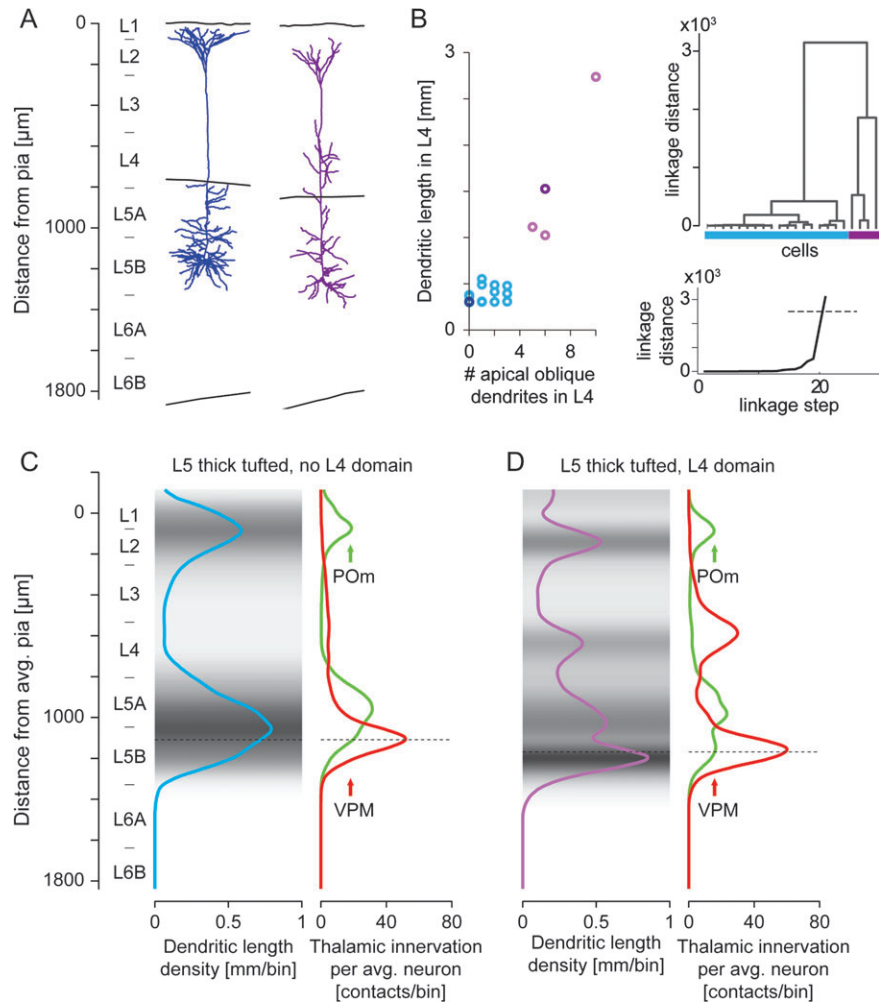 A
0
1000
1800
Distance from pia [µm]
L1
L2
L3
L4
L5A
L5B
L6A
L6B
B
3
0
Dendritic length in L4 [mm]
0
4
8
# apical oblique
dendrites in L4
x10³
3
0
linkage distance
cells
x10³
3
0
linkage
distance
20
linkage step
C
L5 thick tufted, no L4 domain
0
1000
1800
Distance from avg. pia [µm]
L1
L2
L3
L4
L5A
L5B
L6A
L6B
POm
VPM
0
0.5
1
Dendritic length
density [mm/bin]
0
40
80
Thalamic innervation
per avg. neuron
[contacts/bin]
D
L5 thick tufted, L4 domain
POm
VPM
0
0.5
1
Dendritic length
density [mm/bin]
0
40
80
Thalamic innervation
per avg. neuron
[contacts/bin]